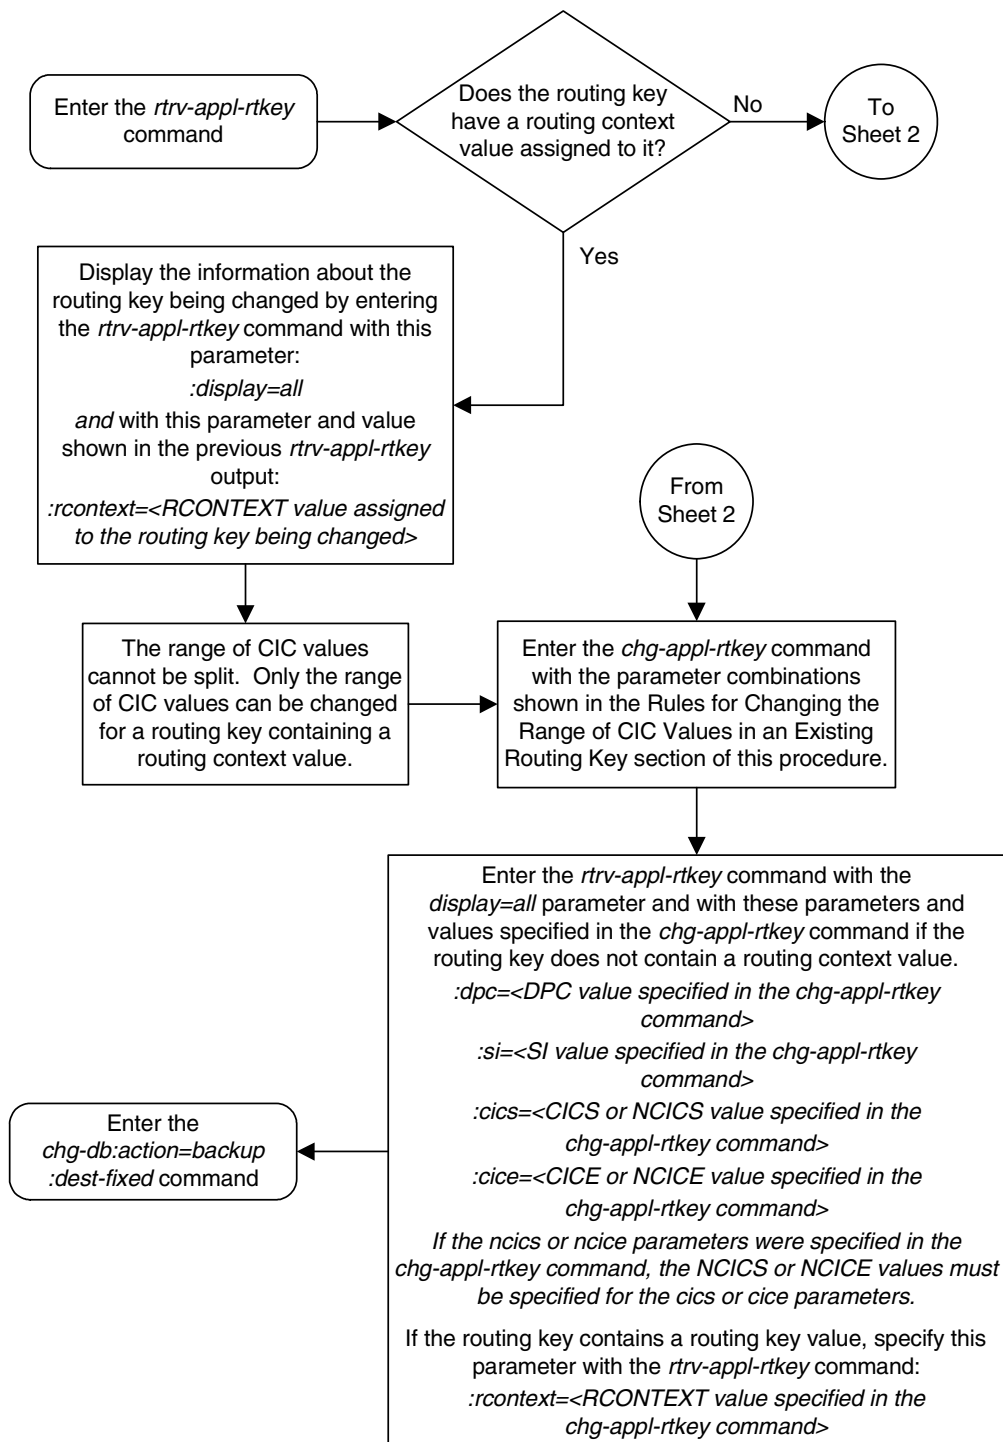 Enter the rtrv-appl-rtkey
command
Does the routing key
have a routing context
value assigned to it?
No
To
Sheet 2
Yes
Display the information about the
routing key being changed by entering
the rtrv-appl-rtkey command with this
parameter:
:display=all
and with this parameter and value
shown in the previous rtrv-appl-rtkey
output:
:rcontext=<RCONTEXT value assigned
to the routing key being changed>
From
Sheet 2
The range of CIC values
cannot be split. Only the range
of CIC values can be changed
for a routing key containing a
routing context value.
Enter the chg-appl-rtkey command
with the parameter combinations
shown in the Rules for Changing the
Range of CIC Values in an Existing
Routing Key section of this procedure.
Enter the rtrv-appl-rtkey command with the
display=all parameter and with these parameters and
values specified in the chg-appl-rtkey command if the
routing key does not contain a routing context value.
:dpc=<DPC value specified in the chg-appl-rtkey
command>
:si=<SI value specified in the chg-appl-rtkey
command>
:cics=<CICS or NCICS value specified in the
chg-appl-rtkey command>
:cice=<CICE or NCICE value specified in the
chg-appl-rtkey command>
If the ncics or ncice parameters were specified in the
chg-appl-rtkey command, the NCICS or NCICE values must
be specified for the cics or cice parameters.
If the routing key contains a routing key value, specify this
parameter with the rtrv-appl-rtkey command:
:rcontext=<RCONTEXT value specified in the
chg-appl-rtkey command>
Enter the
chg-db:action=backup
:dest-fixed command